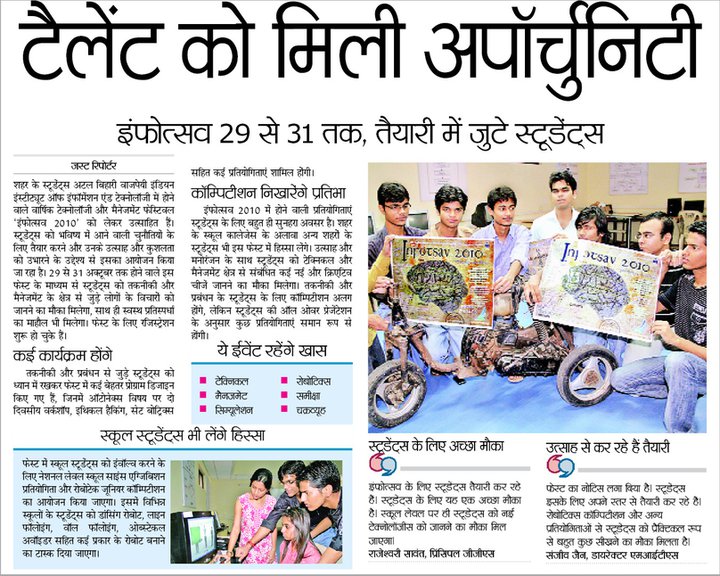 टैलेंट को मिली अपॉर्चुनिटी
इंफोत्सव 29 से 31 तक, तैयारी में जुटे स्टूडेंट्स
जस्ट रिपोर्टर
शहर के स्टूडेंट्स अटल बिहारी वाजपेयी इंडियन
इंस्टीट्यूट ऑफ इंफॉर्मेशन एंड टेक्नोलॉजी में होने
वाले वार्षिक टेक्नोलॉजी और मैनेजमेंट फेस्टिवल
'इंफोत्सव 2010' को लेकर उत्साहित है।
स्टूडेंट्स को भविष्य में आने वाली चुनौतियों के
लिए तैयार करने और उनके उत्साह और कुशलता
को उभारने के उद्देश्य से इसका आयोजन किया
जा रहा है। 29 से 31 अक्टूबर तक होने वाले इस
फेस्ट के माध्यम से स्टूडेंट्स को तकनीकी और
मैनेजमेंट के क्षेत्र से जुड़े लोगों के विचारों को
जानने का मौका मिलेगा, साथ ही स्वस्थ प्रतिस्पर्धा
का माहौल भी मिलेगा। फेस्ट के लिए रजिस्ट्रेशन
शुरू हो चुके हैं।
कई कार्यक्रम होंगे
तकनीकी और प्रबंधन से जुड़े स्टूडेंट्स को
ध्यान में रखकर फेस्ट में कई बेहतर प्रोग्राम डिजाइन
किए गए हैं, जिनमें ऑटोनेक्स विषय पर दो
दिवसीय वर्कशॉप, इथिकल हैकिंग, सेट वोट्रिक्स
सहित कई प्रतियोगिताएं शामिल होंगी।
कॉम्पिटीशन निखारेंगे प्रतिभा
इंफोत्सव 2010 में होने वाली प्रतियोगिताएं
स्टूडेंट्स के लिए बहुत ही सुनहरा अवसर है। शहर
के स्कूल कालेजेस के अलावा अन्य शहरों के
स्टूडेंट्स भी इस फेस्ट में हिस्सा लेंगे। उत्साह और
मनोरंजन के साथ स्टूडेंट्स को टेक्निकल और
मैनेजमेंट क्षेत्र से संबंधित कई नई और क्रिएटिव
चीजें जानने का मौका मिलेगा। तकनीकी और
प्रबंधन के स्टूडेंट्स के लिए कॉम्पिटीशन अलग
होंगे, लेकिन स्टूडेंट्स की ऑल ओवर प्रेजेंटेशन
के अनुसार कुछ प्रतियोगिताएं समान रूप से
होंगी।
ये ईवेंट रहेंगे खास
टेक्निकल
मैनेजमेंट
सिम्यूलेशन
रोबोटिक्स
समीक्षा
चक्रव्यूह
स्कूल स्टूडेंट्स भी लेंगे हिस्सा
फेस्ट में स्कूल स्टूडेंट्स को इंवॉल्व करने के
लिए नेशनल लेवल स्कूल साइंस एग्जिबिशन
प्रतियोगिता और रोबोटेक जूनियर कॉम्पिटीशन
का आयोजन किया जाएगा। इसमें विभिन्न
स्कूलों के स्टूडेंट्स को डांसिंग रोबोट, लाइन
फॉलोइंग, वॉल फॉलोइंग, ओब्स्टेकल
अवॉइडर सहित कई प्रकार के रोबोट बनाने
का टास्क दिया जाएगा।
Infotsav 2010
Infotsav 2010
स्टूडेंट्स के लिए अच्छा मौका
इंफोत्सव के लिए स्टूडेंट्स तैयारी कर रहे
हैं। स्टूडेंट्स के लिए यह एक अच्छा मौका
है। स्कूल लेवल पर ही स्टूडेंट्स को नई
टेक्नोलॉजीस को जानने का मौका मिल
जाएगा।
राजेश्वरी सावंत, प्रिंसिपल जीजीएस
उत्साह से कर रहे हैं तैयारी
फेस्ट का नोटिस लगा दिया है। स्टूडेंट्स
इसके लिए अपने स्तर से तैयारी कर रहे हैं।
रोबोटिक्स कॉम्पिटीशन और अन्य
प्रतियोगिताओं से स्टूडेंट्स को प्रैक्टिकल रूप
से बहुत कुछ सीखने का मौका मिलता है।
संजीव जैन, डायरेक्टर एमआईटीएस